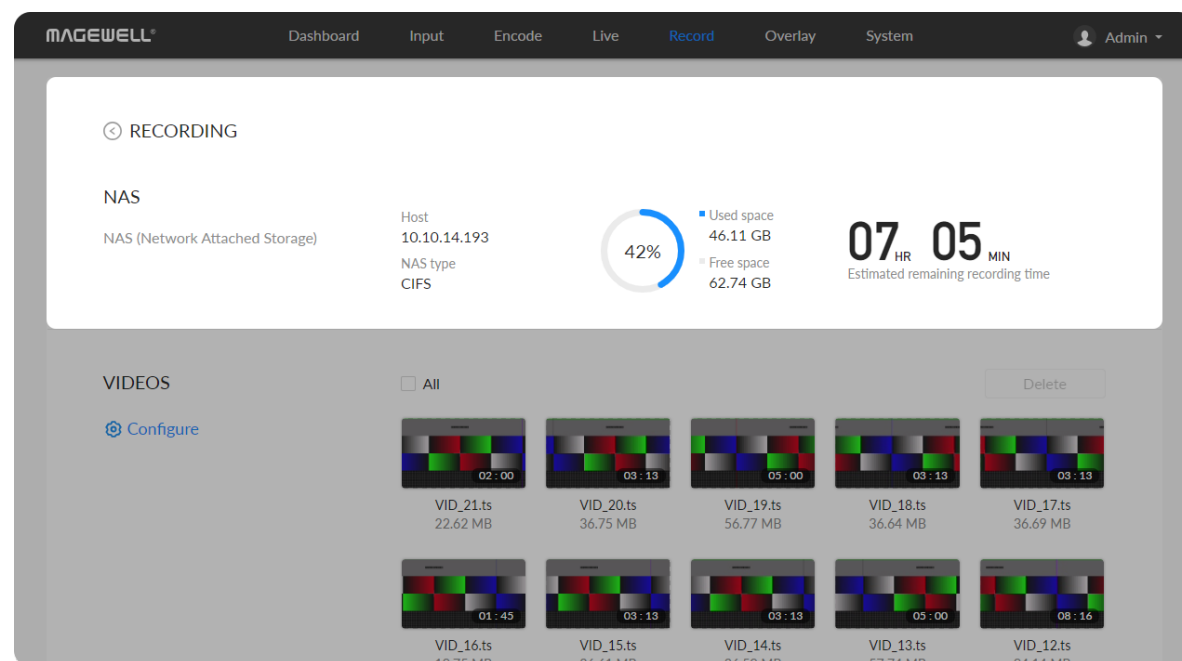 MAGEWELL®
Dashboard Input Encode Live Record Overlay System Admin
RECORDING
NAS
NAS (Network Attached Storage)
Host
10.10.14.193
NAS type
CIFS
42%
Used space
46.11 GB
Free space
62.74 GB
07 HR 05 MIN
Estimated remaining recording time
VIDEOS
Configure
All
Delete
02 : 00 03 : 13 05 : 00 03 : 13 03 : 13
VID_21.ts VID_20.ts VID_19.ts VID_18.ts VID_17.ts
22.62 MB 36.75 MB 56.77 MB 36.64 MB 36.69 MB
01 : 45 03 : 13 03 : 13 05 : 00 08 : 16
VID_16.ts VID_15.ts VID_14.ts VID_13.ts VID_12.ts